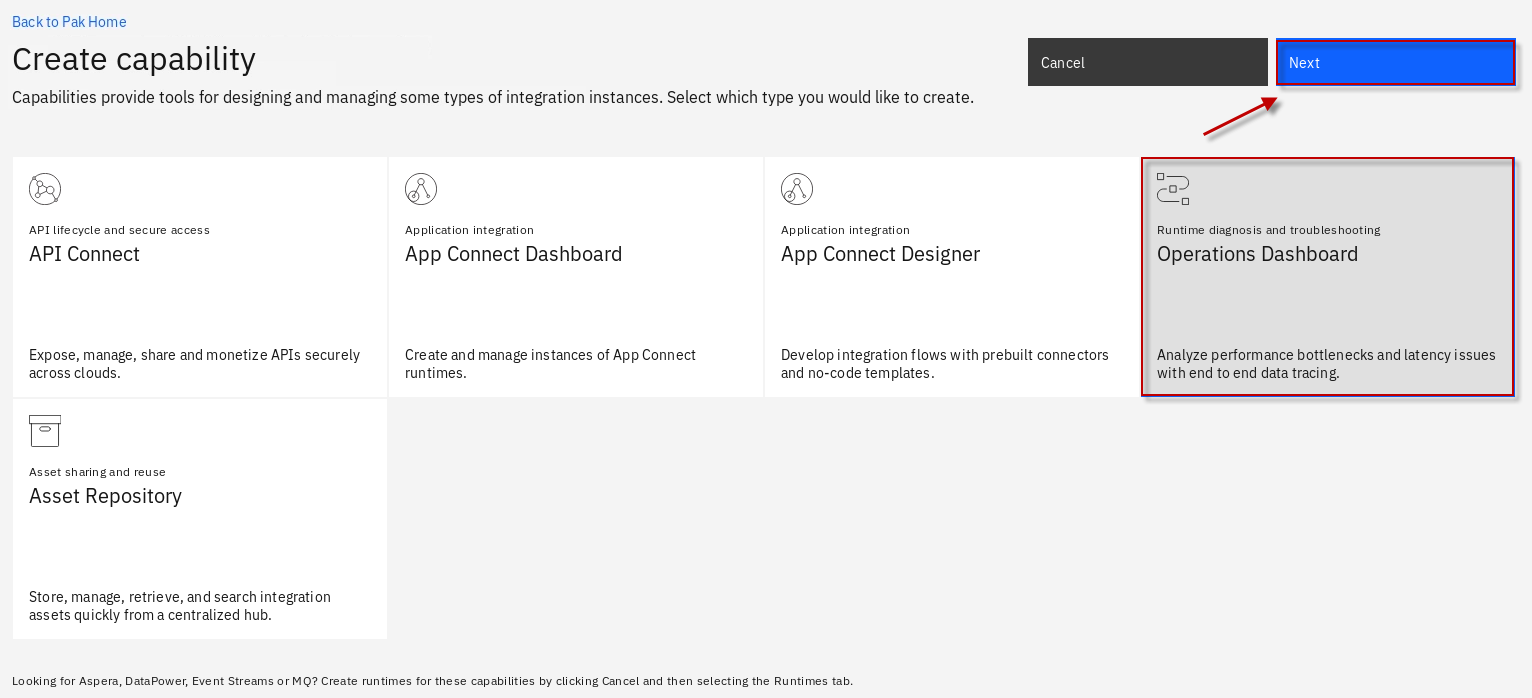 Back to Pak Home
Create capability
Cancel
Next
Capabilities provide tools for designing and managing some types of integration instances. Select which type you would like to create.
API lifecycle and secure access
API Connect
Expose, manage, share and monetize APIs securely
across clouds.
Application integration
App Connect Dashboard
Create and manage instances of App Connect
runtimes.
Application integration
App Connect Designer
Develop integration flows with prebuilt connectors
and no-code templates.
Runtime diagnosis and troubleshooting
Operations Dashboard
Analyze performance bottlenecks and latency issues
with end to end data tracing.
Asset sharing and reuse
Asset Repository
Store, manage, retrieve, and search integration
assets quickly from a centralized hub.
Looking for Aspera, DataPower, Event Streams or MQ? Create runtimes for these capabilities by clicking Cancel and then selecting the Runtimes tab.